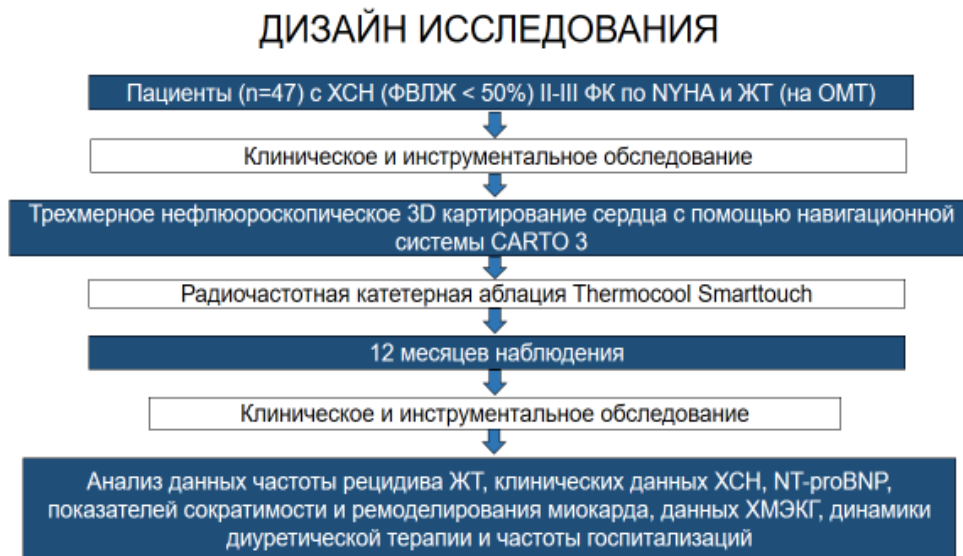 ДИЗАЙН ИССЛЕДОВАНИЯ
Пациенты (n=47) с ХСН (ФВЛЖ < 50%) II-III ФК по NYHA и ЖТ (на ОМТ)
Клиническое и инструментальное обследование
Трехмерное нефлюороскопическое 3D картирование сердца с помощью навигационной
системы CARTO 3
Радиочастотная катетерная аблация Thermocool Smarttouch
12 месяцев наблюдения
Клиническое и инструментальное обследование
Анализ данных частоты рецидива ЖТ, клинических данных ХСН, NT-proBNP,
показателей сократимости и ремоделирования миокарда, данных ХМЭКГ, динамики
диуретической терапии и частоты госпитализаций